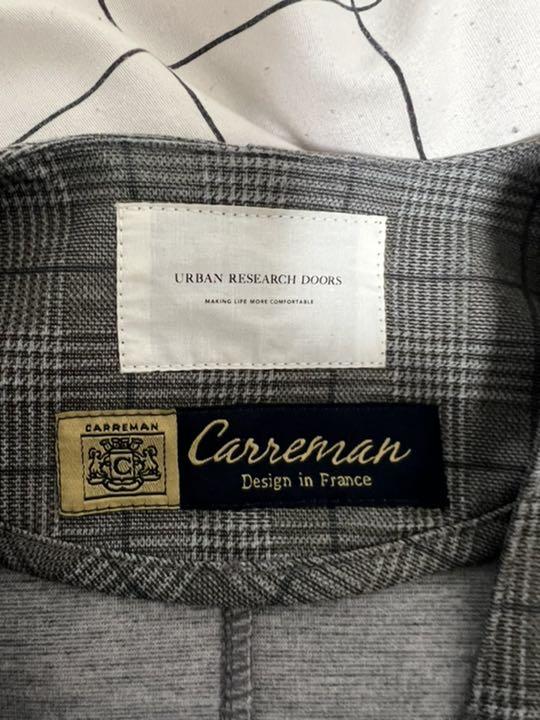 URBAN RESEARCH DOORS
MAKING LIFE MORE COMFORTABLE
CARREMAN
C
Carreman
Design in France